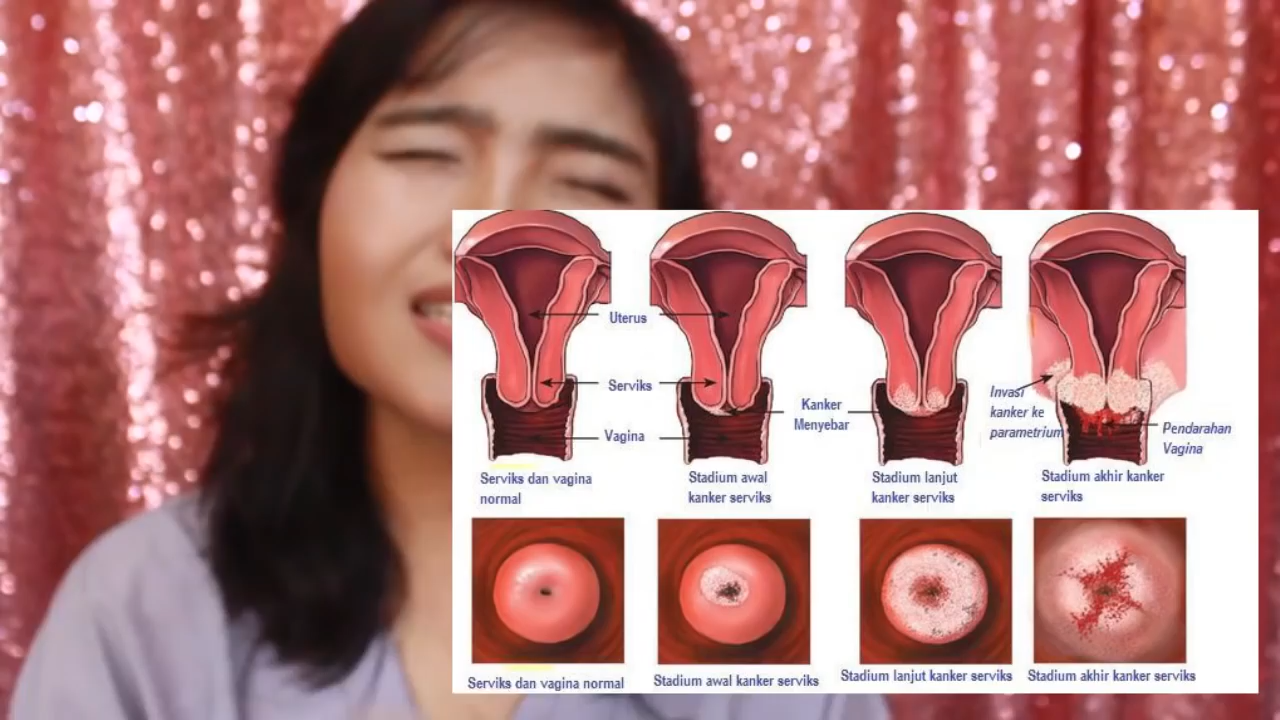 Uterus
Serviks
Kanker
Menyebar
Vagina
Invasi
kanker ke
parametrium
Pendarahan
Vagina
Serviks dan vagina
normal
Stadium awal
kanker serviks
Stadium lanjut
kanker serviks
Stadium akhir kanker
serviks
Serviks dan vagina normal
Stadium awal kanker serviks
Stadium lanjut kanker serviks
Stadium akhir kanker serviks